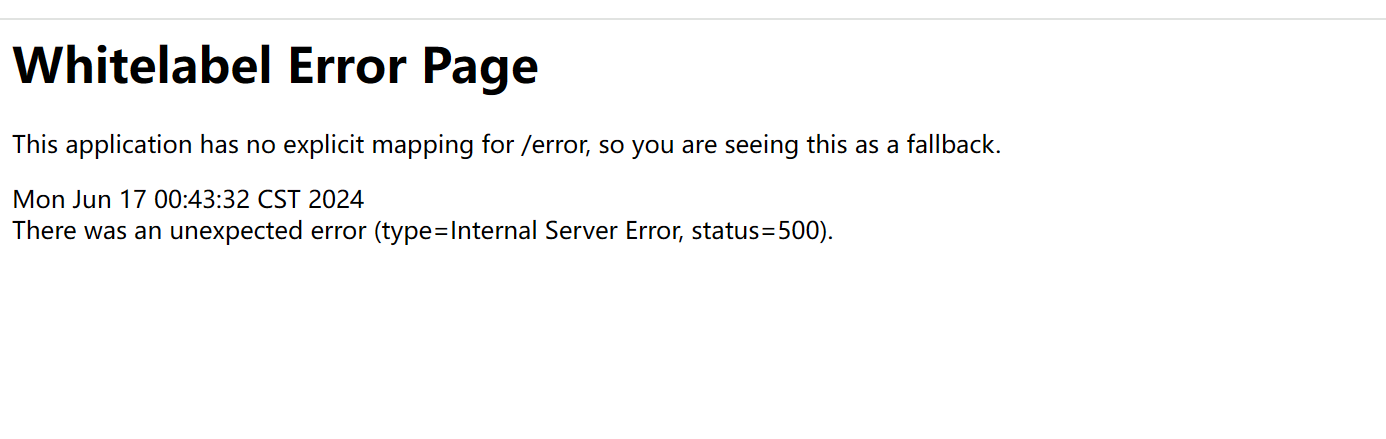 Whitelabel Error Page
This application has no explicit mapping for /error, so you are seeing this as a fallback.
Mon Jun 17 00:43:32 CST 2024
There was an unexpected error (type=Internal Server Error, status=500).